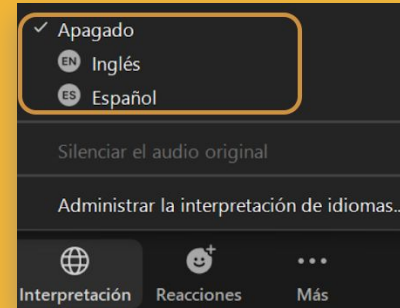 Apagado
EN Inglés
ES Español
Silenciar el audio original
Administrar la interpretación de idiomas...
Interpretación Reacciones Más